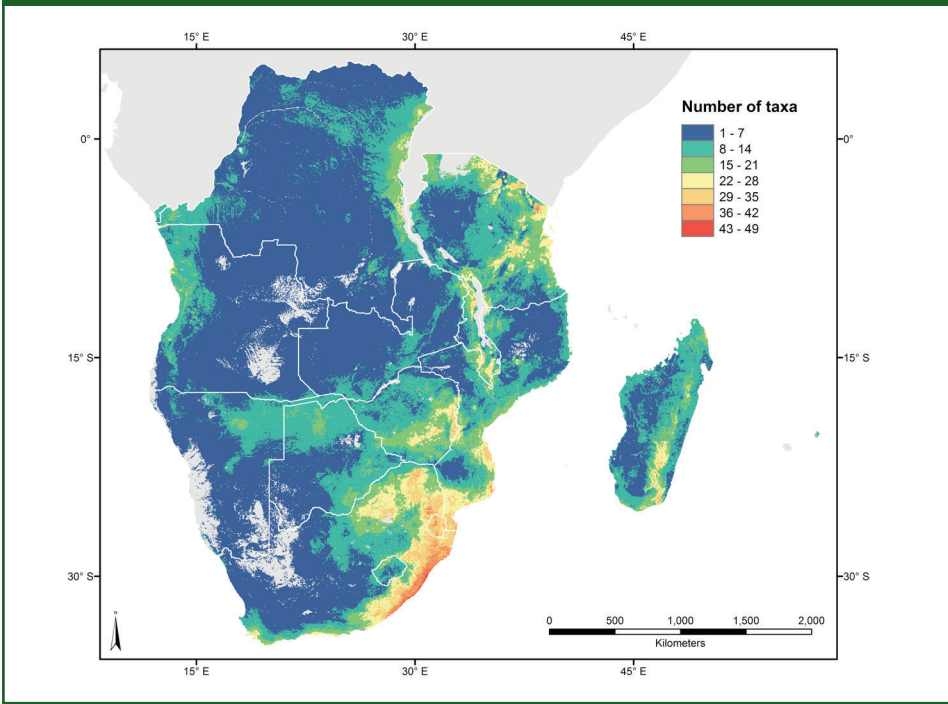 15° E 30° E 45° E
Number of taxa
1 - 7
8 - 14
15 - 21
22 - 28
29 - 35
36 - 42
43 - 49
0° 0°
15° S 15° S
30° S 30° S
N
0 500 1,000 1,500 2,000
Kilometers
15° E 30° E 45° E